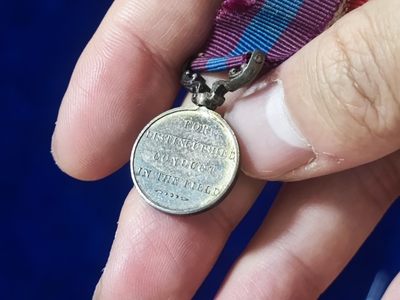 FOR
DISTINGUISHED
CONDUCT
IN THE FIELD